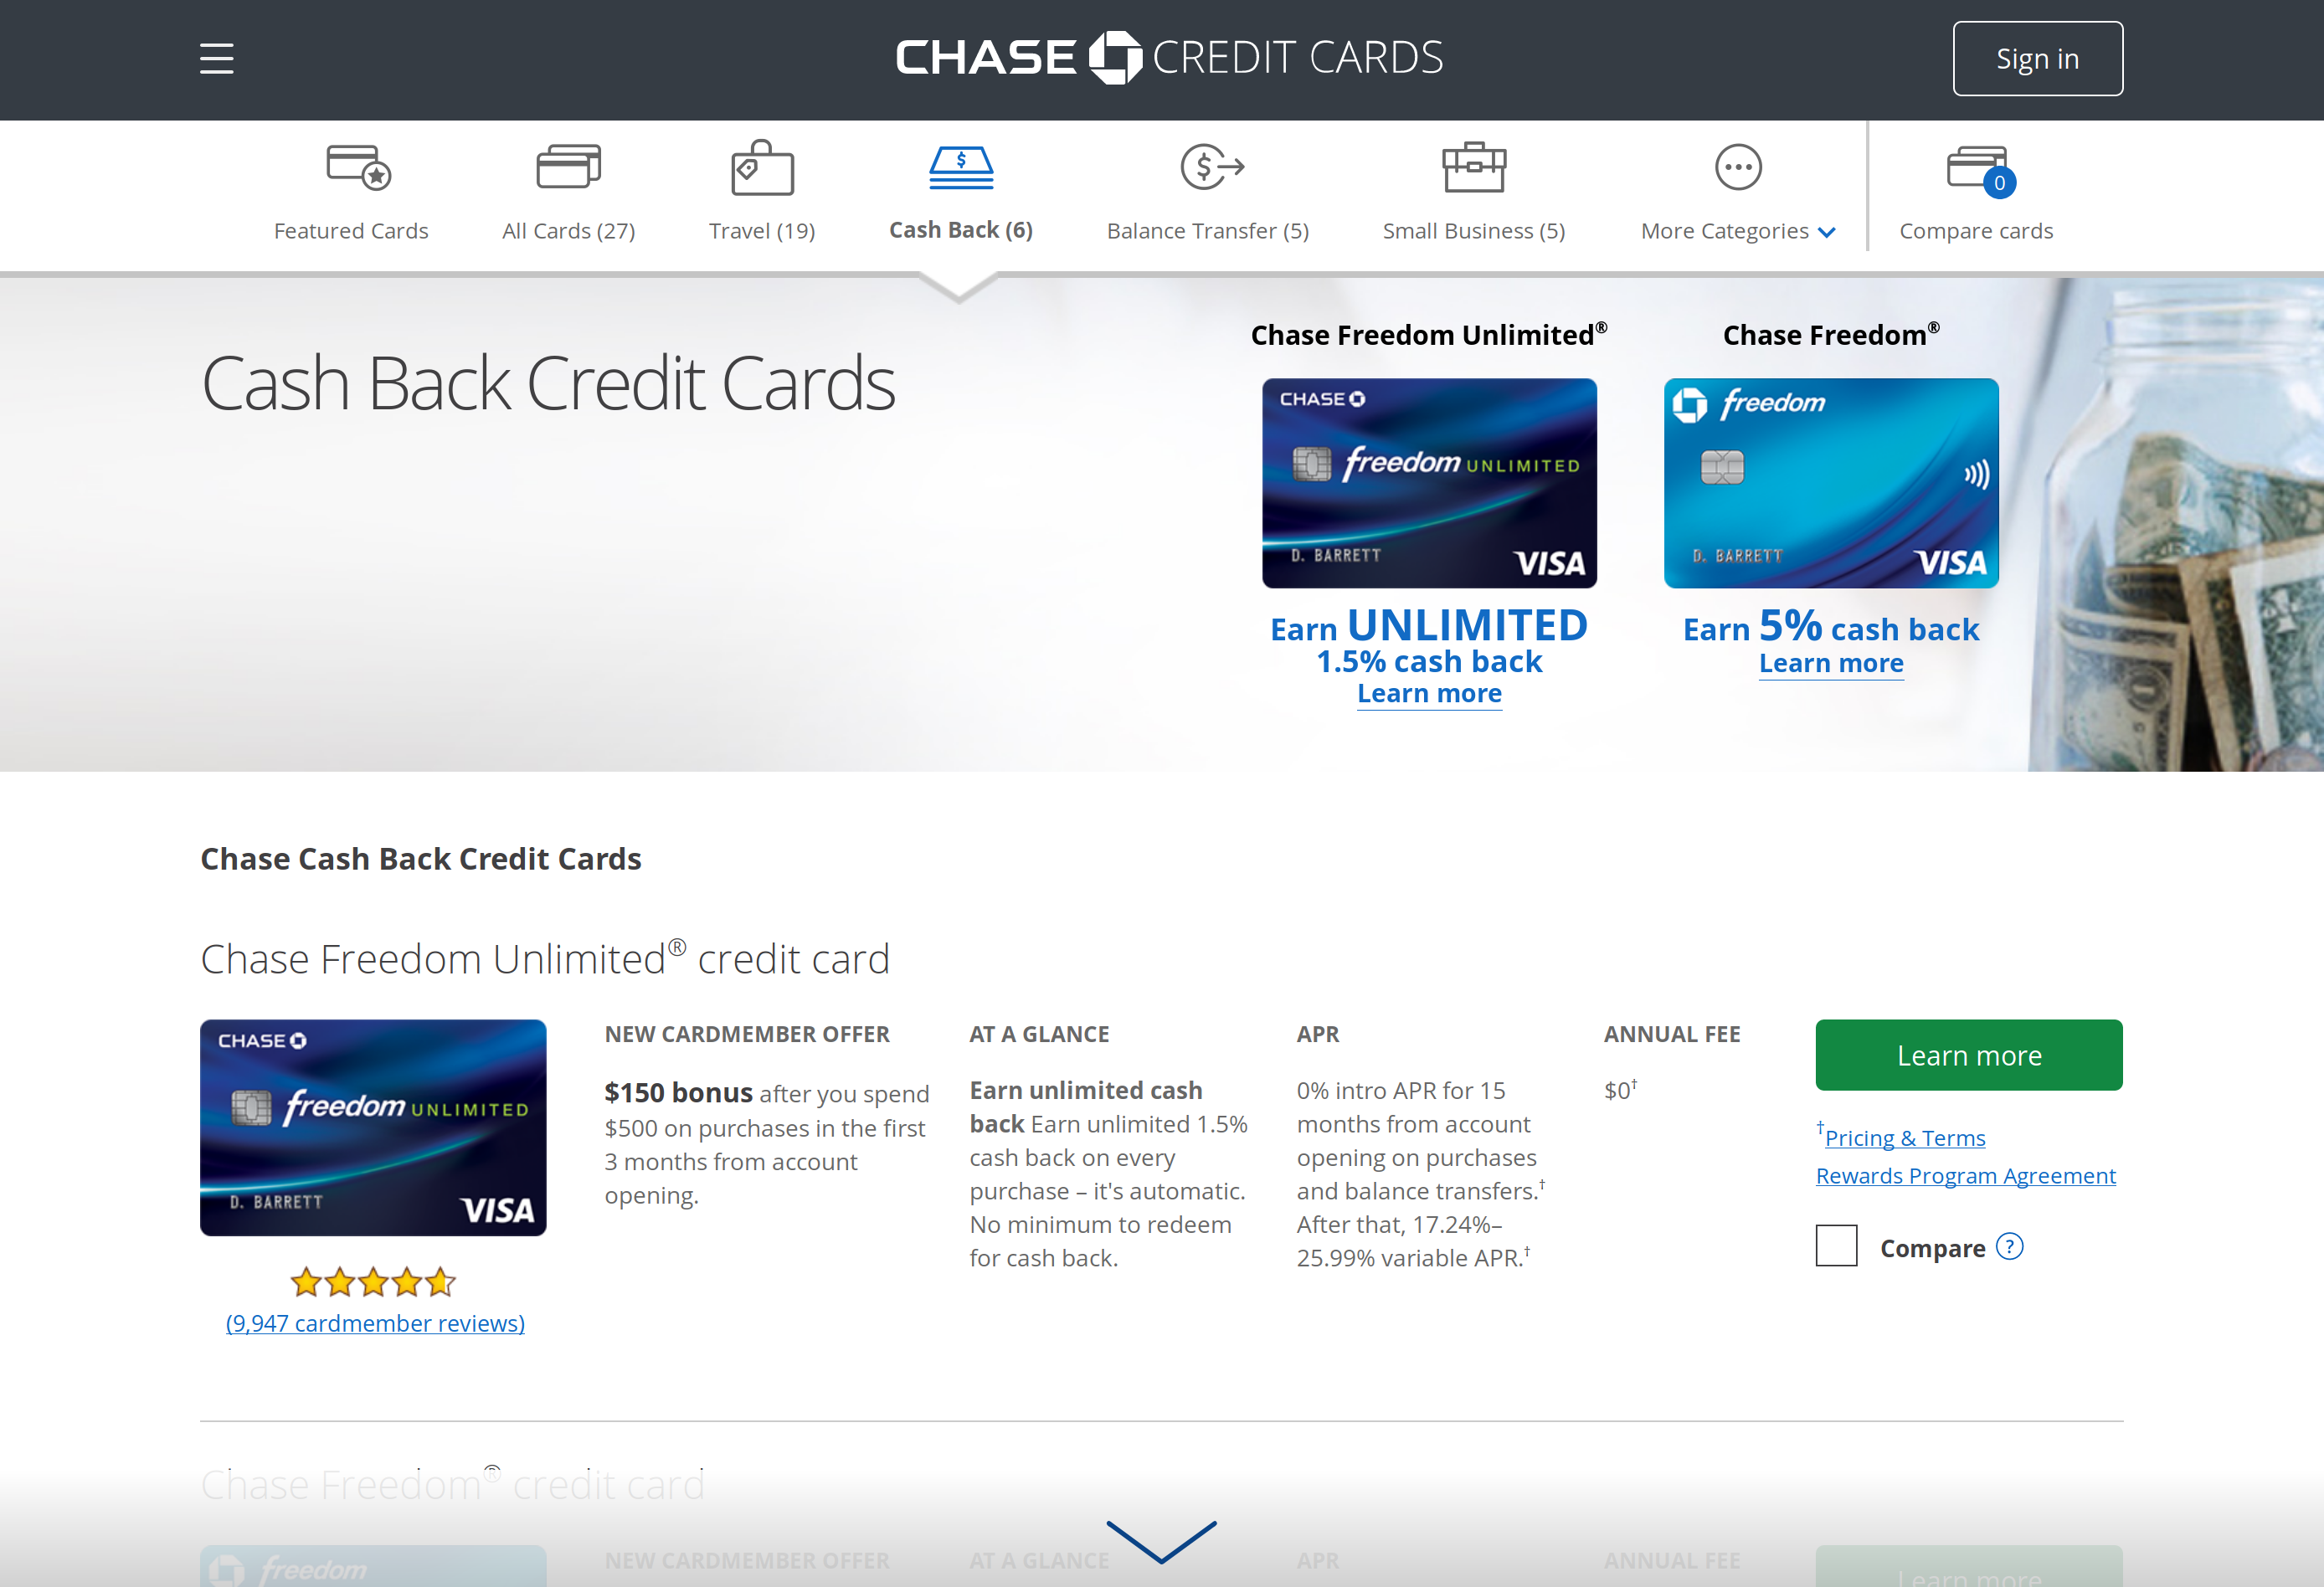 CHASE CREDIT CARDS
Sign in
Featured Cards
All Cards (27)
Travel (19)
$
Cash Back (6)
$
Balance Transfer (5)
Small Business (5)
More Categories
0
Compare cards
Cash Back Credit Cards
Chase Freedom Unlimited®
CHASE
freedom UNLIMITED
D. BARRETT
VISA
Earn UNLIMITED
1.5% cash back
Learn more
Chase Freedom®
freedom
D. BARRETT
VISA
Earn 5% cash back
Learn more
Chase Cash Back Credit Cards
Chase Freedom Unlimited® credit card
CHASE
freedom UNLIMITED
D. BARRETT
VISA
(9,947 cardmember reviews)
NEW CARDMEMBER OFFER
$150 bonus after you spend
$500 on purchases in the first
3 months from account
opening.
AT A GLANCE
Earn unlimited cash
back Earn unlimited 1.5%
cash back on every
purchase – it's automatic.
No minimum to redeem
for cash back.
APR
0% intro APR for 15
months from account
opening on purchases
and balance transfers.†
After that, 17.24%–
25.99% variable APR.†
ANNUAL FEE
$0†
Learn more
†Pricing & Terms
Rewards Program Agreement
Compare ?
Chase Freedom® credit card
freedom
NEW CARDMEMBER OFFER
AT A GLANCE
APR
ANNUAL FEE
Learn more